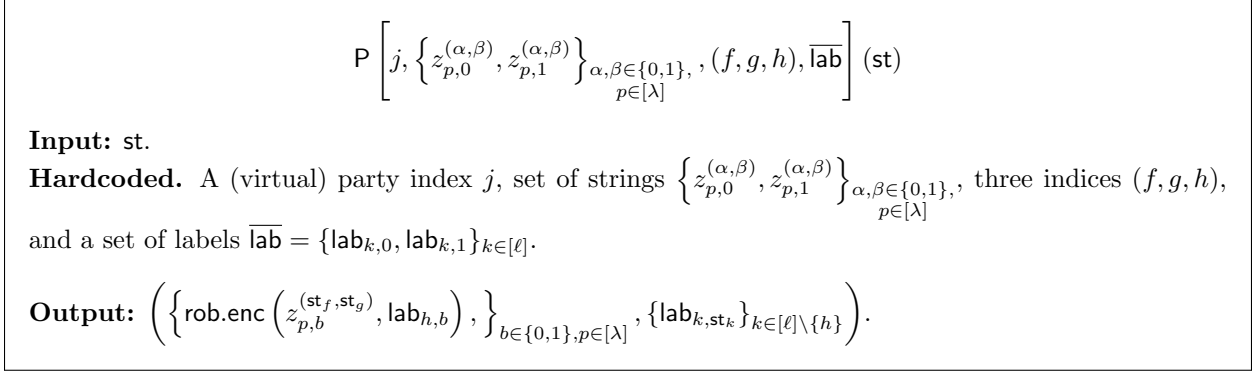 P [ j, { z_{p,0}^{(α,β)}, z_{p,1}^{(α,β)} }_{α,β∈{0,1}, p∈[λ]}, , (f, g, h), \overline{lab} ] (st)
Input: st.
Hardcoded. A (virtual) party index j, set of strings { z_{p,0}^{(α,β)}, z_{p,1}^{(α,β)} }_{α,β∈{0,1}, p∈[λ]}, , three indices (f, g, h),
and a set of labels \overline{lab} = {lab_{k,0}, lab_{k,1}}_{k∈[ℓ]}.
Output: ( { rob.enc ( z_{p,b}^{(st_f,st_g)}, lab_{h,b} ) , }_{b∈{0,1},p∈[λ]} , {lab_{k,st_k}}_{k∈[ℓ]\{h}} ).